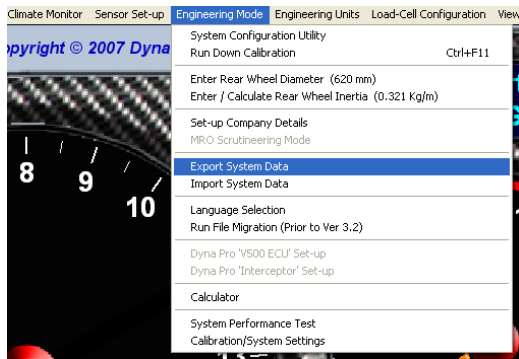 Climate Monitor Sensor Set-up Engineering Mode Engineering Units Load-Cell Configuration View
opyright © 2007 Dyna
System Configuration Utility
Run Down Calibration Ctrl+F11
Enter Rear Wheel Diameter (620 mm)
Enter / Calculate Rear Wheel Inertia (0.321 Kg/m)
Set-up Company Details
MRO Scrutineering Mode
Export System Data
Import System Data
8
9
10
Language Selection
Run File Migration (Prior to Ver 3.2)
Dyna Pro 'V500 ECU' Set-up
Dyna Pro 'Interceptor' Set-up
Calculator
System Performance Test
Calibration/System Settings